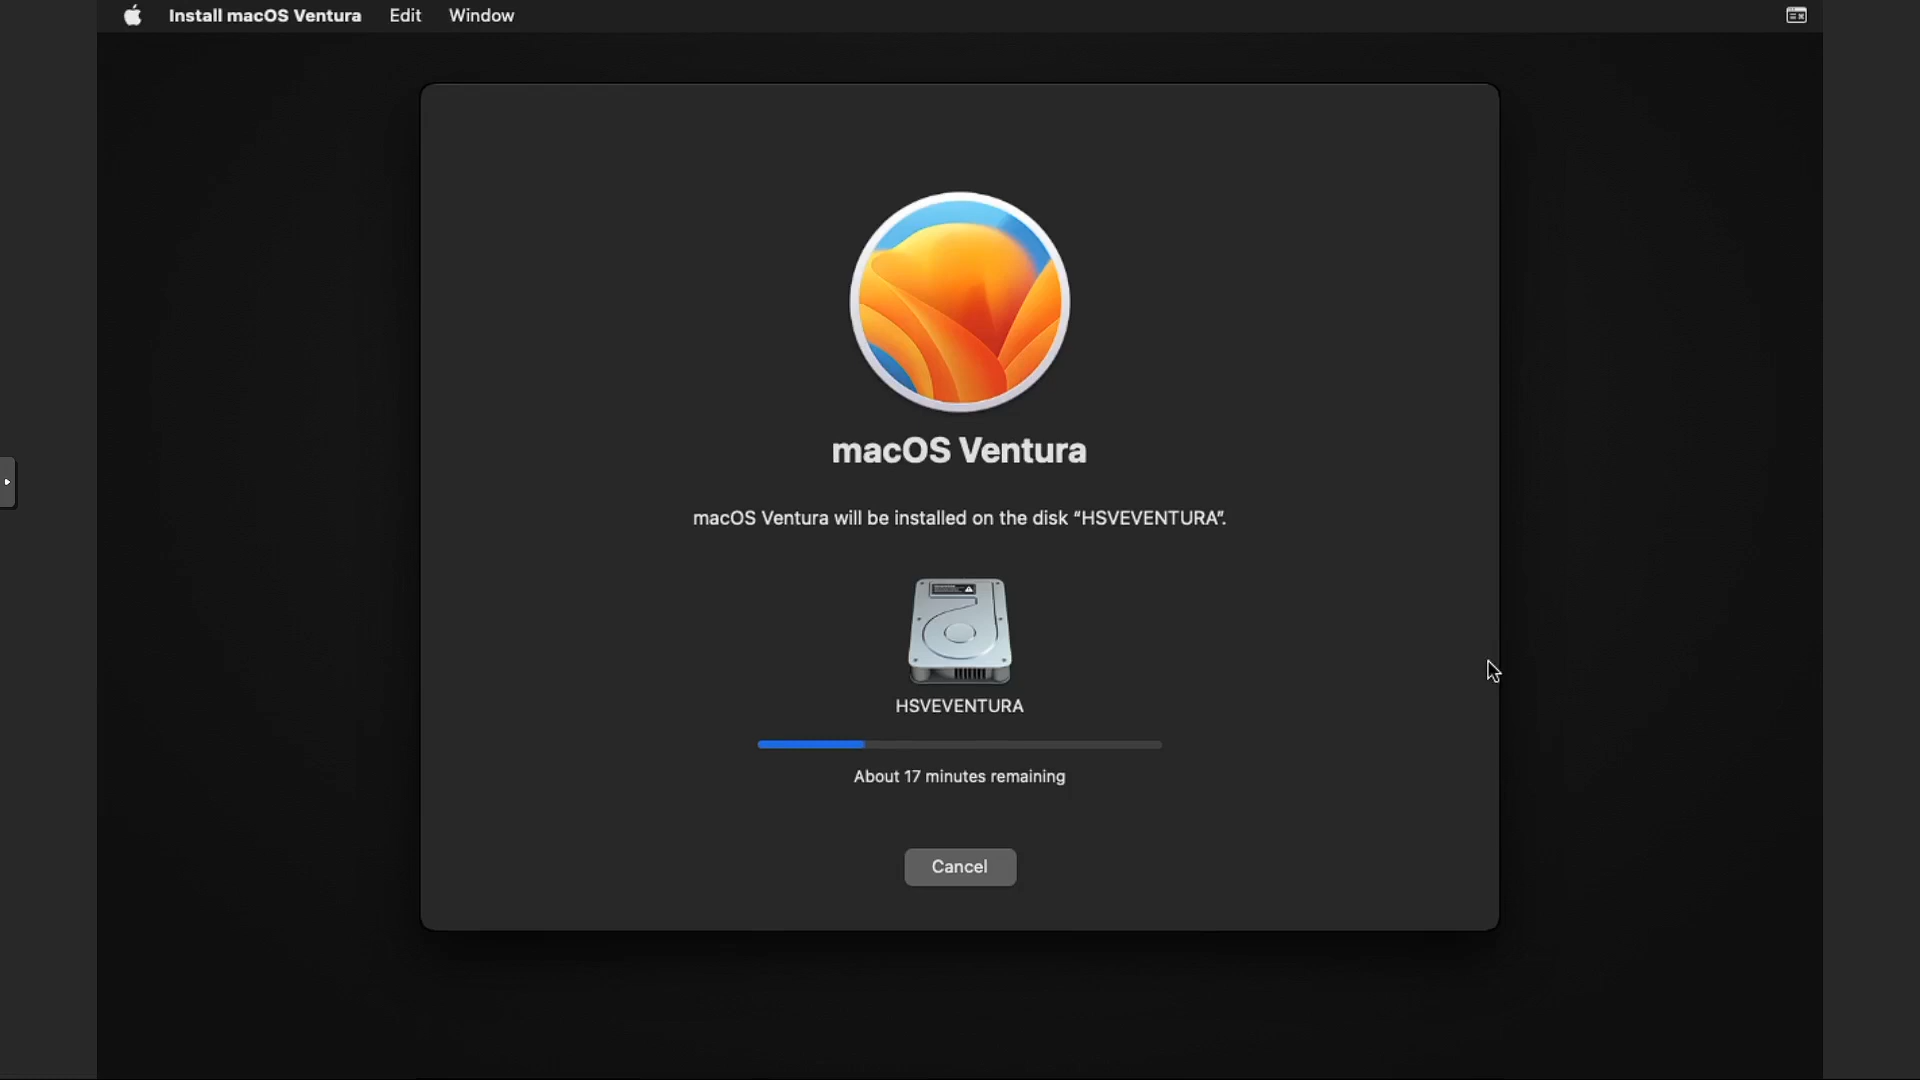 Install macOS Ventura Edit Window
macOS Ventura
macOS Ventura will be installed on the disk “HSVEVENTURA”.
HSVEVENTURA
About 17 minutes remaining
Cancel